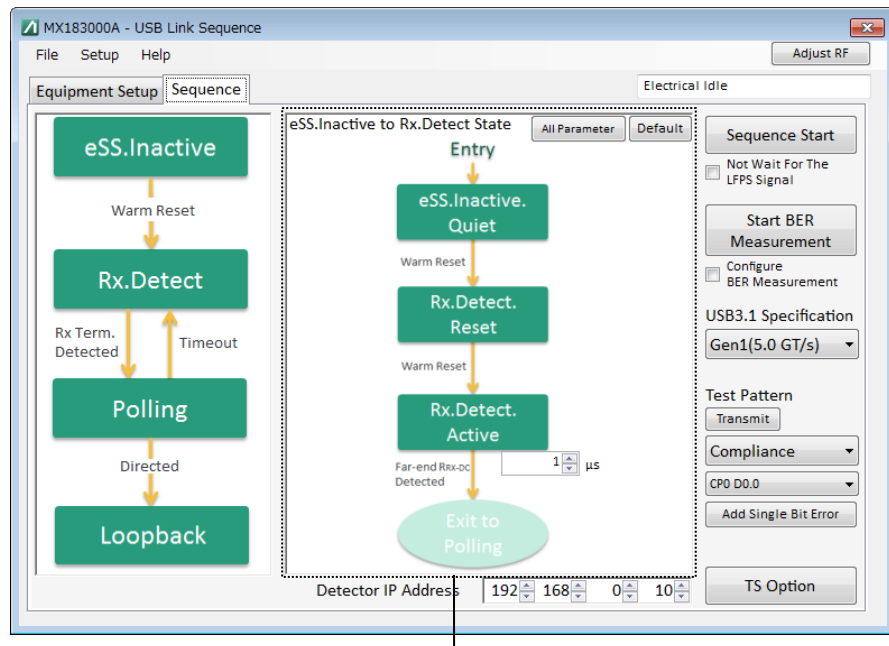 MX183000A - USB Link Sequence
File Setup Help
Adjust RF
Equipment Setup
Sequence
Electrical Idle
eSS.Inactive
Warm Reset
Rx.Detect
Rx Term.
Detected
Timeout
Polling
Directed
Loopback
eSS.Inactive to Rx.Detect State
All Parameter
Default
Entry
eSS.Inactive.
Quiet
Warm Reset
Rx.Detect.
Reset
Warm Reset
Rx.Detect.
Active
Far-end RRX-DC
Detected
1 µs
Exit to
Polling
Sequence Start
Not Wait For The
LFPS Signal
Start BER
Measurement
Configure
BER Measurement
USB3.1 Specification
Gen1(5.0 GT/s)
Test Pattern
Transmit
Compliance
CP0 D0.0
Add Single Bit Error
TS Option
Detector IP Address 192 168 0 10